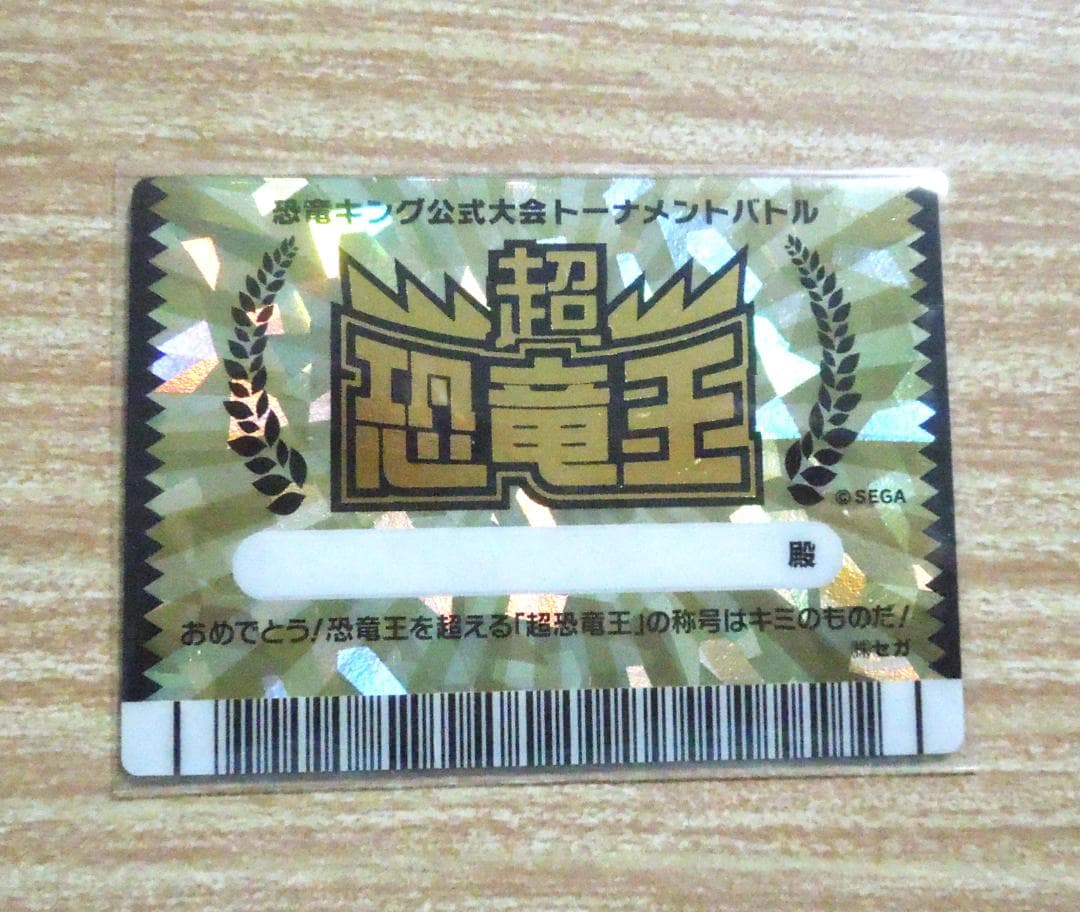 恐竜キング公式大会トーナメントバトル
超
恐竜王
©SEGA
殿
おめでとう!恐竜王を超える「超恐竜王」の称号はキミのものだ!
㈱セガ